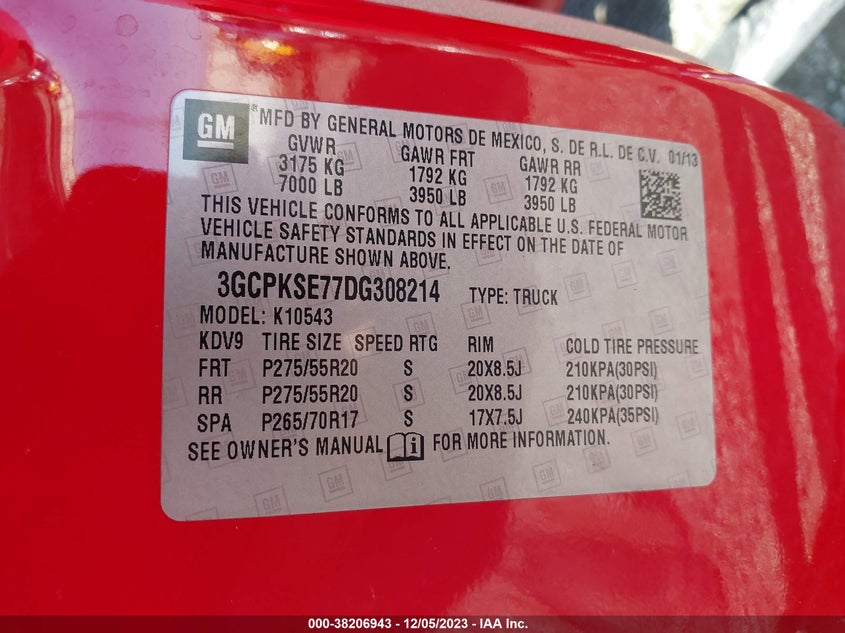 GM ®MFD BY GENERAL MOTORS DE MEXICO, S. DE R.L. DE C.V. 01/13
GVWR GAWR FRT GAWR RR
3175 KG 1792 KG 1792 KG
7000 LB 3950 LB 3950 LB
THIS VEHICLE CONFORMS TO ALL APPLICABLE U.S. FEDERAL MOTOR
VEHICLE SAFETY STANDARDS IN EFFECT ON THE DATE OF
MANUFACTURE SHOWN ABOVE.
3GCPKSE77DG308214 TYPE: TRUCK
MODEL: K10543
KDV9 TIRE SIZE SPEED RTG RIM COLD TIRE PRESSURE
FRT P275/55R20 S 20X8.5J 210KPA(30PSI)
RR P275/55R20 S 20X8.5J 210KPA(30PSI)
SPA P265/70R17 S 17X7.5J 240KPA(35PSI)
SEE OWNER'S MANUAL FOR MORE INFORMATION.
000-38206943 - 12/05/2023 - IAA Inc.